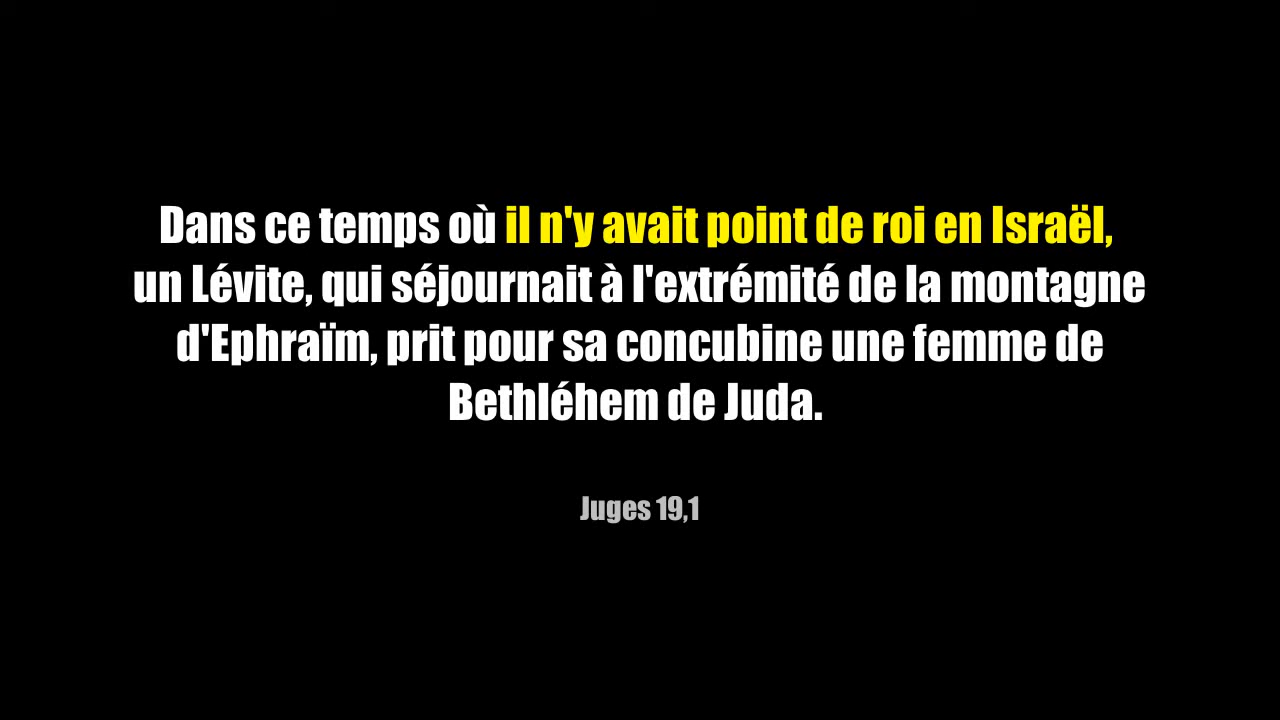 Dans ce temps où il n'y avait point de roi en Israël,
un Lévite, qui séjournait à l'extrémité de la montagne
d'Ephraïm, prit pour sa concubine une femme de
Bethléhem de Juda.
Juges 19,1